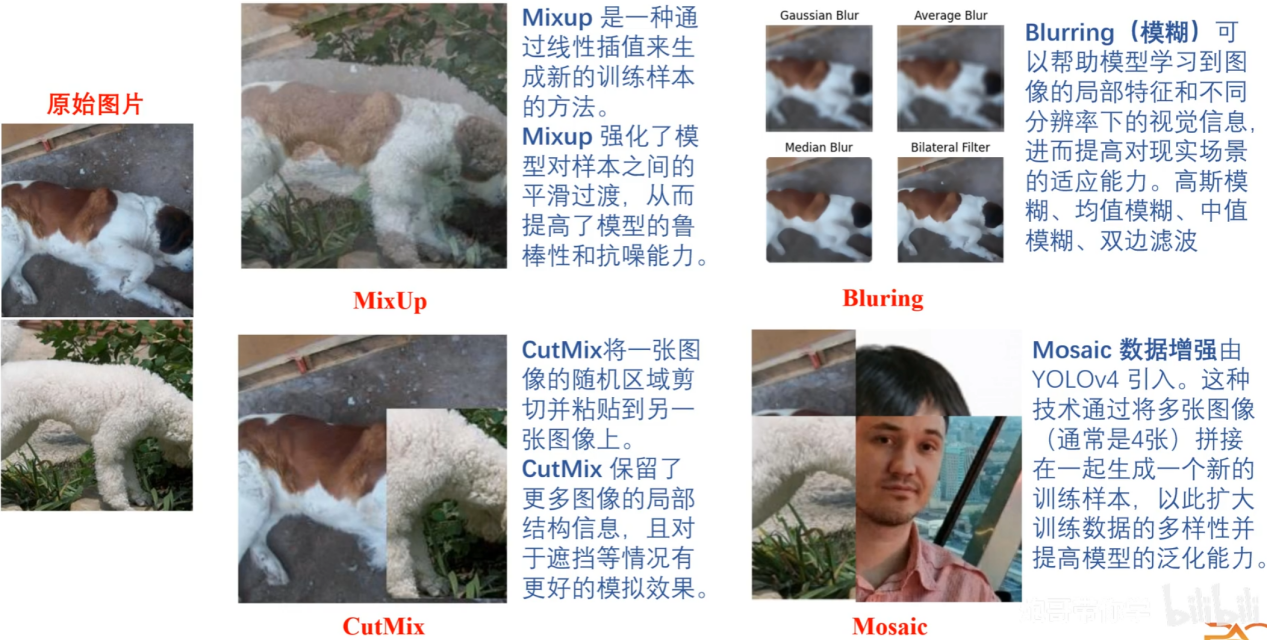 原始图片
Mixup 是一种通
过线性插值来生
成新的训练样本
的方法。
Mixup 强化了模
型对样本之间的
平滑过渡，从而
提高了模型的鲁
棒性和抗噪能力。
MixUp
Gaussian Blur
Average Blur
Median Blur
Bilateral Filter
Blurring（模糊）可
以帮助模型学习到图
像的局部特征和不同
分辨率下的视觉信息，
进而提高对现实场景
的适应能力。高斯模
糊、均值模糊、中值
模糊、双边滤波
Bluring
CutMix将一张图
像的随机区域剪
切并粘贴到另一
张图像上。
CutMix 保留了
更多图像的局部
结构信息，且对
于遮挡等情况有
更好的模拟效果。
CutMix
Mosaic 数据增强由
YOLOv4 引入。这种
技术通过将多张图像
（通常是4张）拼接
在一起生成一个新的
训练样本，以此扩大
训练数据的多样性并
提高模型的泛化能力。
Mosaic
bilibili